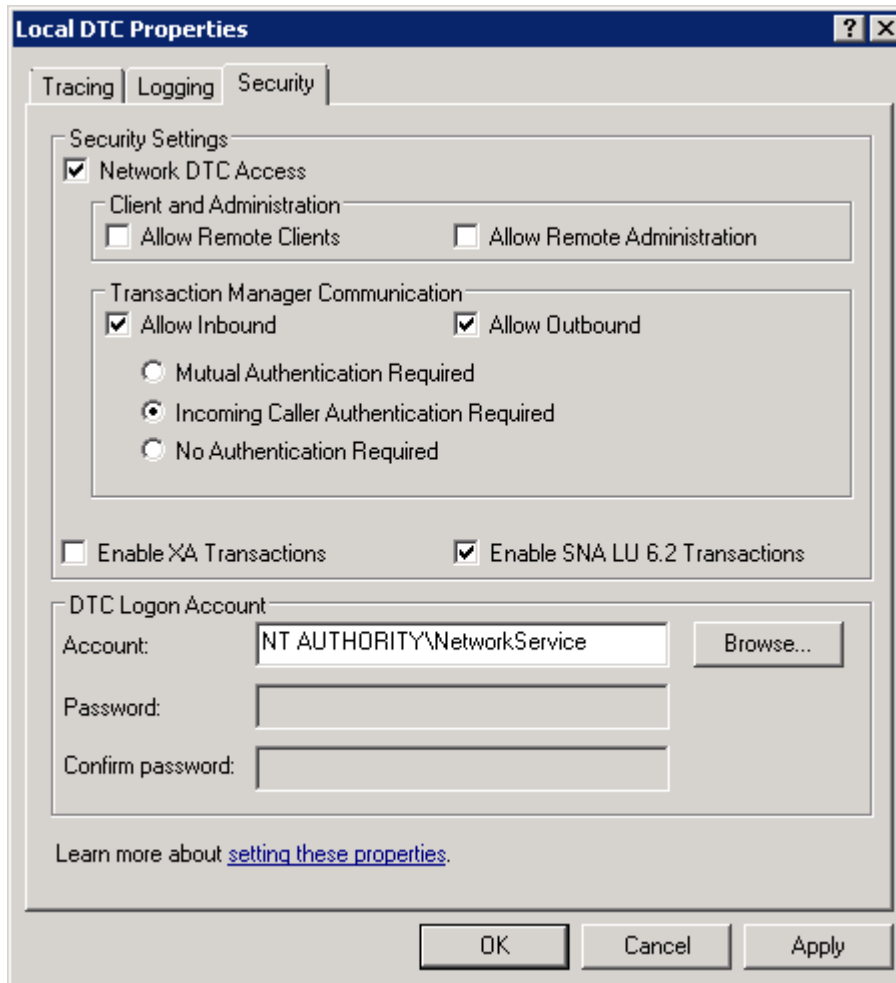 Local DTC Properties
Tracing Logging Security
Security Settings
Network DTC Access
Client and Administration
Allow Remote Clients Allow Remote Administration
Transaction Manager Communication
Allow Inbound Allow Outbound
Mutual Authentication Required
Incoming Caller Authentication Required
No Authentication Required
Enable XA Transactions Enable SNA LU 6.2 Transactions
DTC Logon Account
Account: NT AUTHORITY\NetworkService Browse...
Password:
Confirm password:
Learn more about setting these properties.
OK Cancel Apply